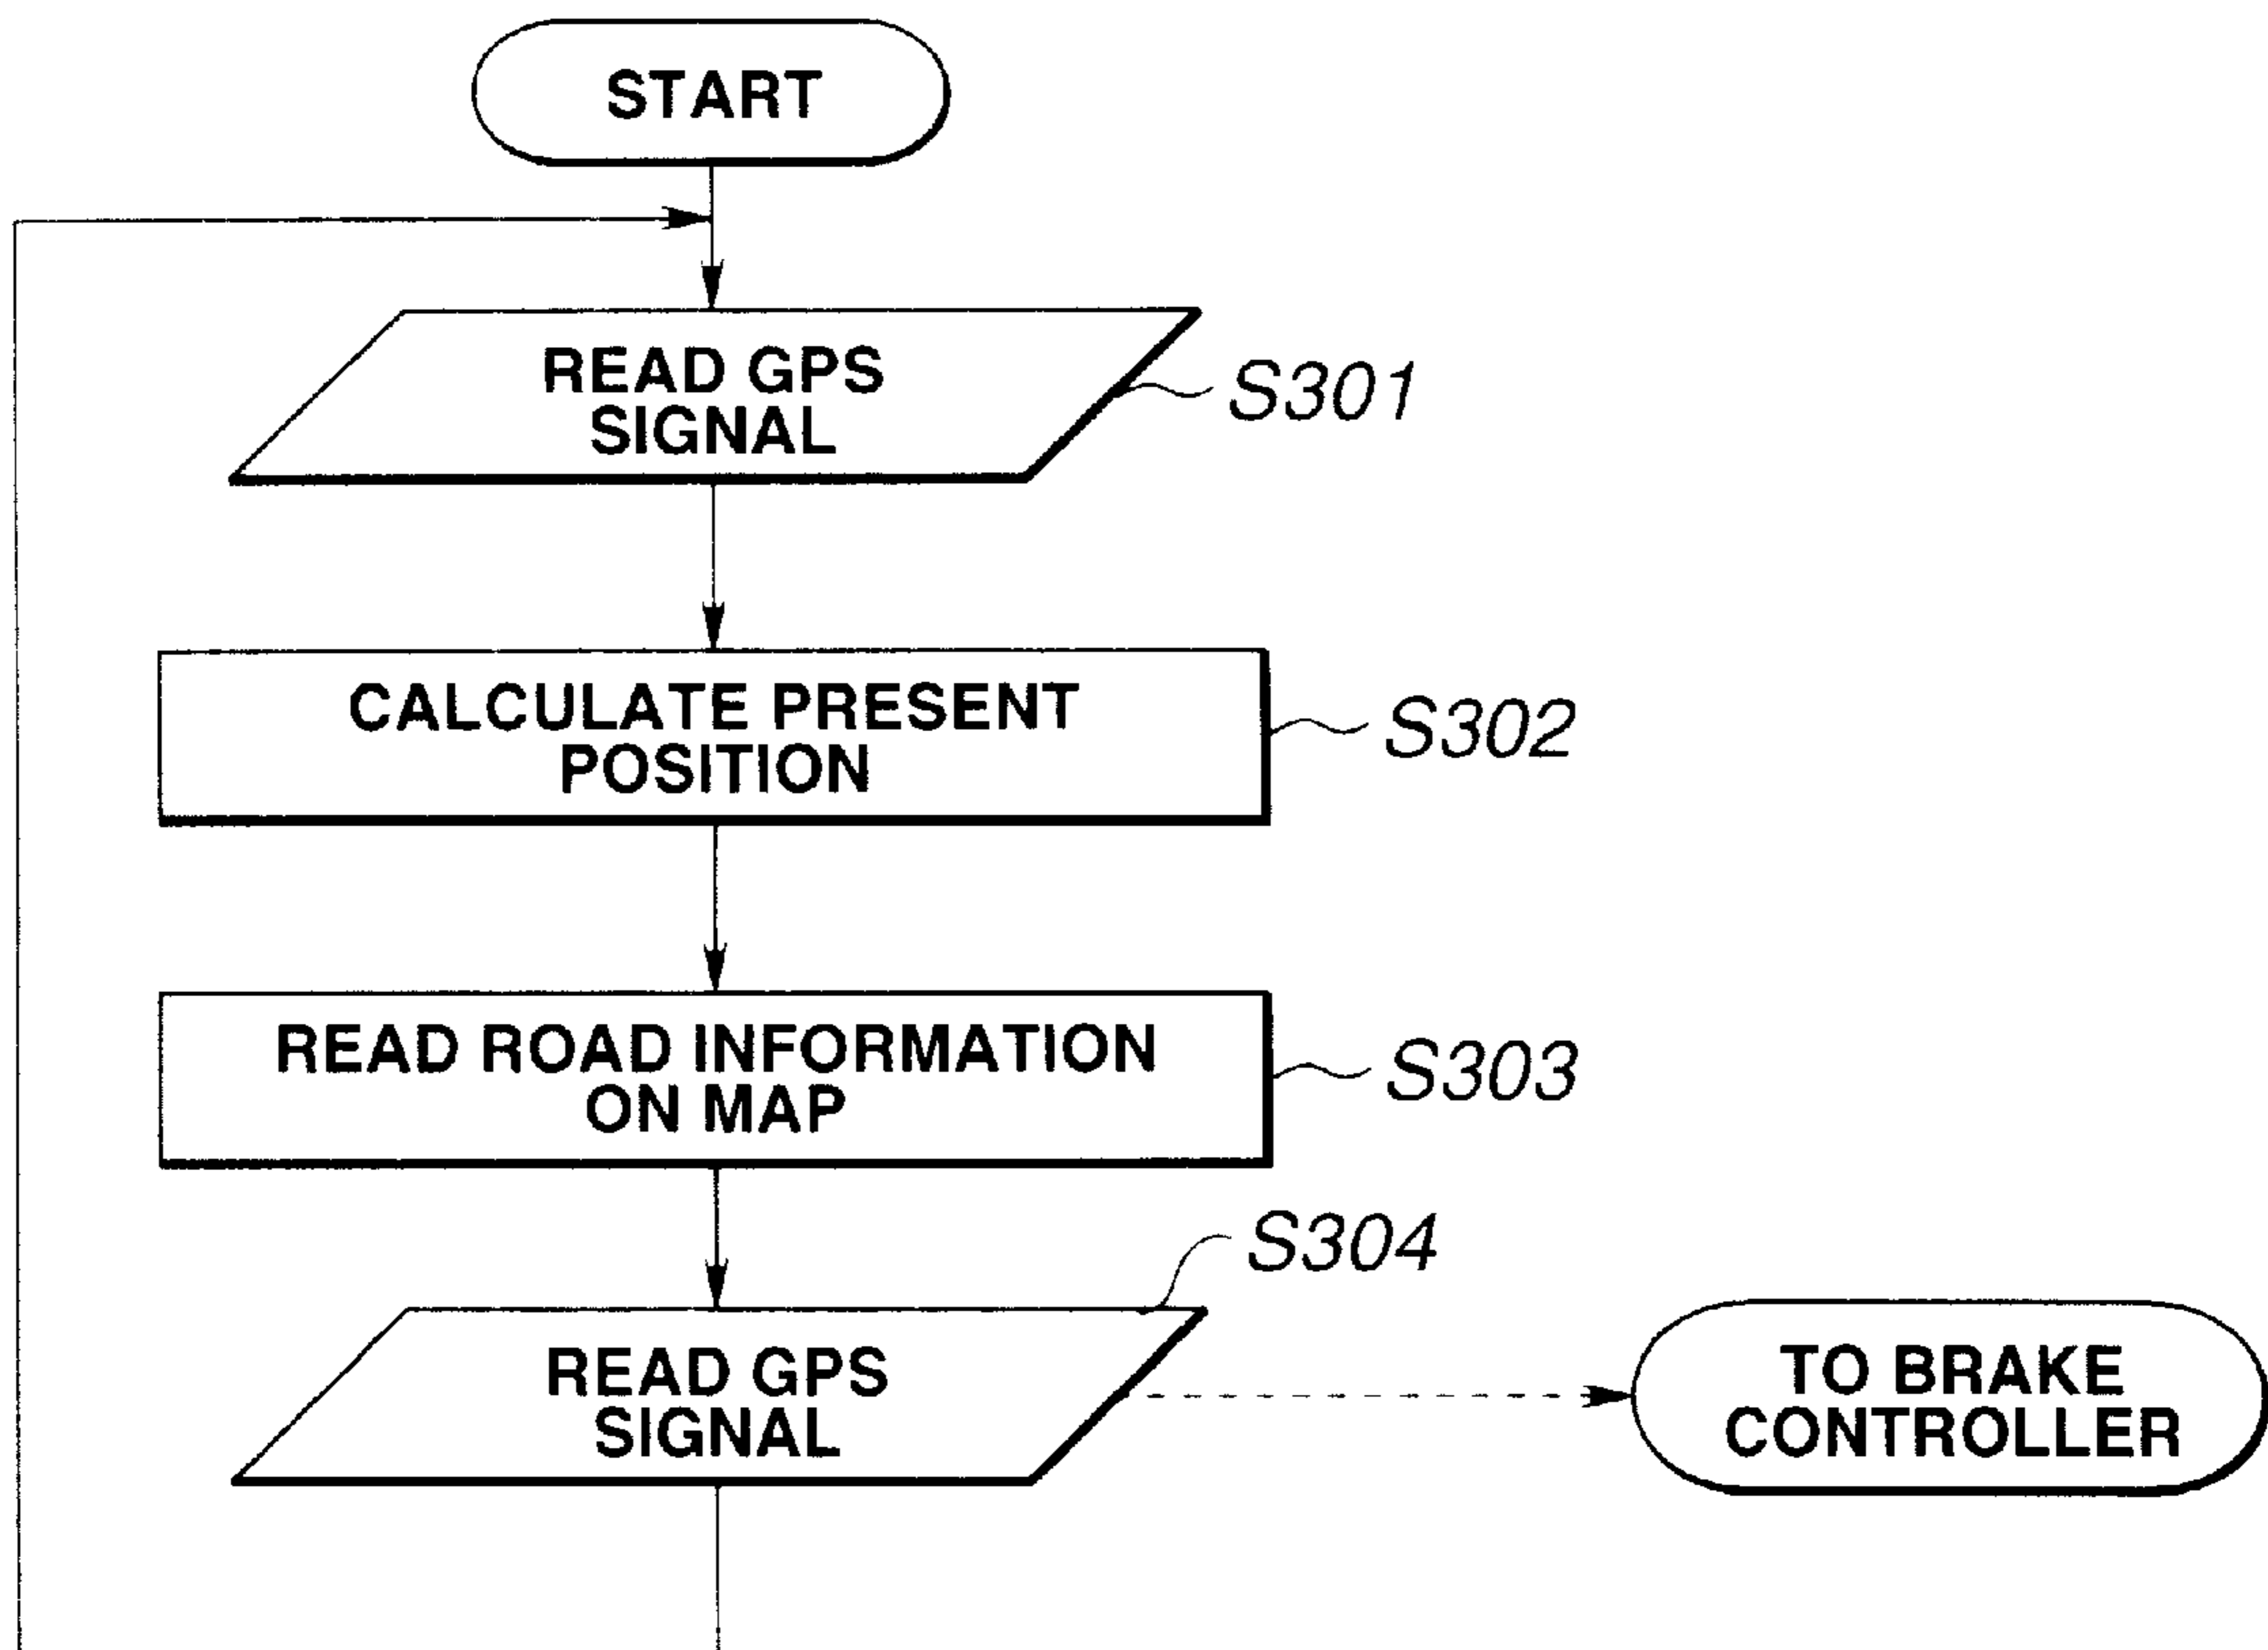 START
READ GPS
SIGNAL
S301
CALCULATE PRESENT
POSITION
S302
READ ROAD INFORMATION
ON MAP
S303
S304
READ GPS
SIGNAL
TO BRAKE
CONTROLLER